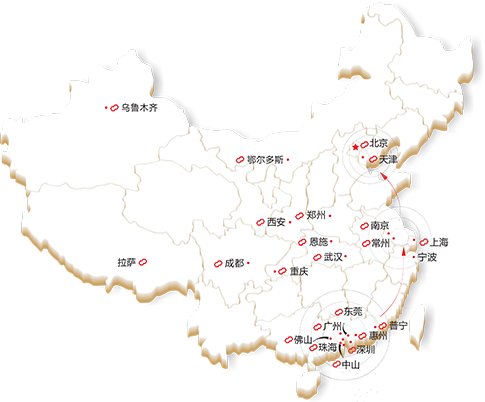 乌鲁木齐
北京
鄂尔多斯
天津
郑州
西安
南京
恩施
常州
上海
武汉
宁波
拉萨
成都
重庆
东莞
广州
普宁
惠州
佛山
珠海
深圳
中山